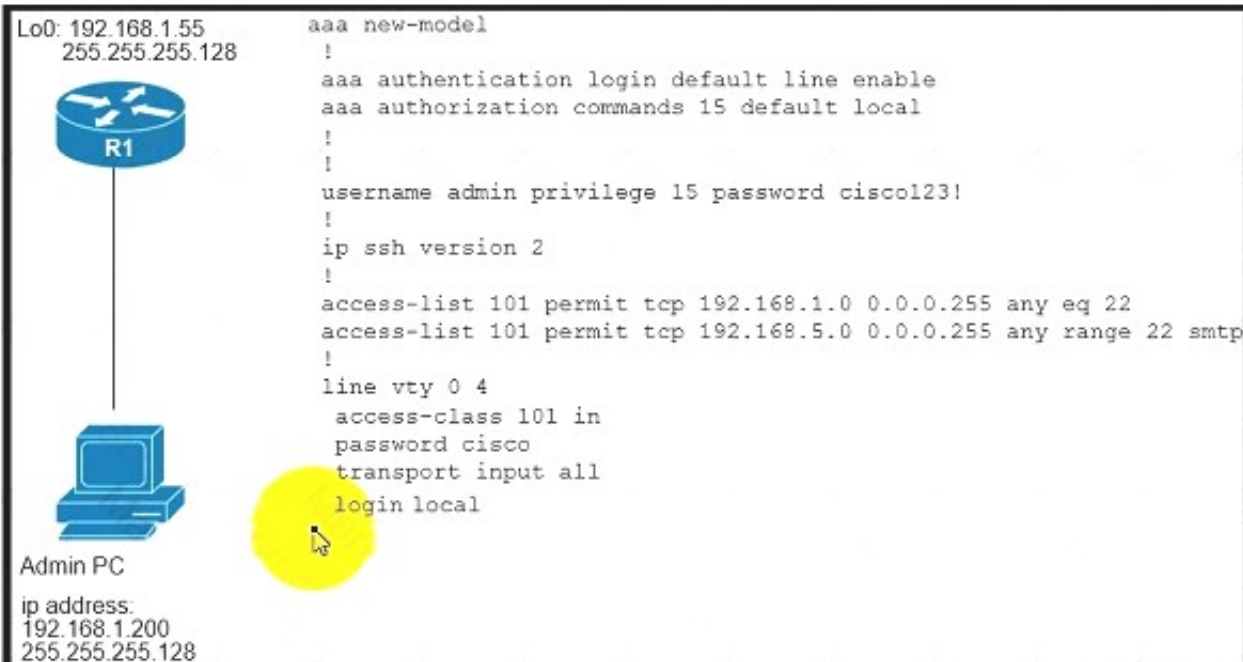 Lo0: 192.168.1.55
255.255.255.128
R1
Admin PC
ip address:
192.168.1.200
255.255.255.128
aaa new-model
!
aaa authentication login default line enable
aaa authorization commands 15 default local
!
!
username admin privilege 15 password cisco123!
!
ip ssh version 2
!
access-list 101 permit tcp 192.168.1.0 0.0.0.255 any eq 22
access-list 101 permit tcp 192.168.5.0 0.0.0.255 any range 22 smtp
!
line vty 0 4
access-class 101 in
password cisco
transport input all
login local